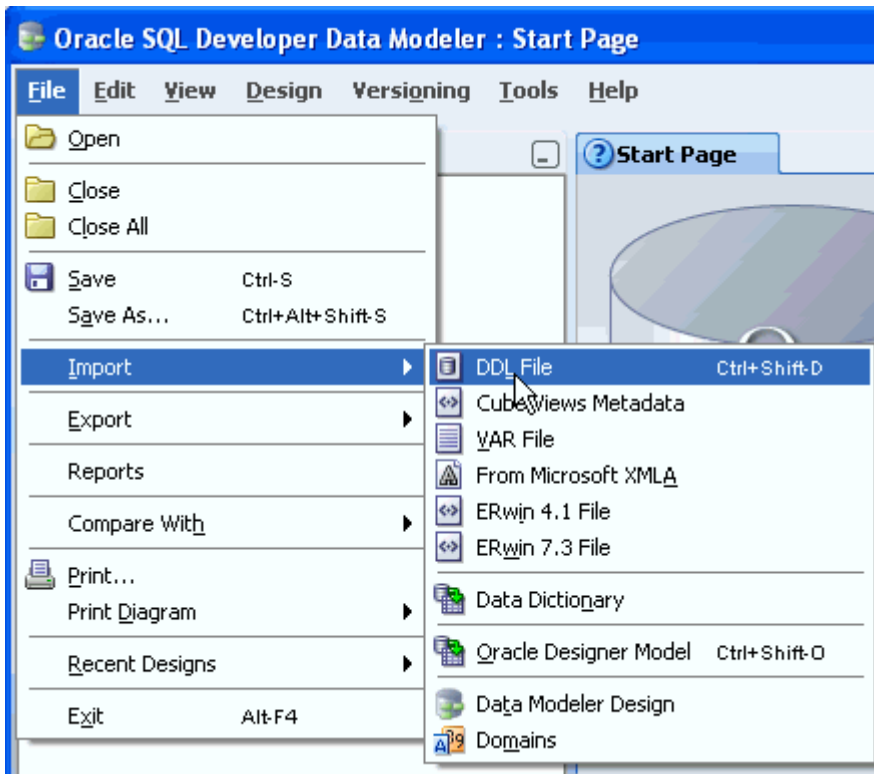 Oracle SQL Developer Data Modeler : Start Page
File Edit View Design Versioning Tools Help
Open
Start Page
Close
Close All
Save Ctrl-S
Save As... Ctrl+Alt+Shift-S
Import
Export
Reports
Compare With
Print...
Print Diagram
Recent Designs
Exit Alt-F4
DDL File Ctrl+Shift-D
Cube Views Metadata
VAR File
From Microsoft XMLA
ERwin 4.1 File
ERwin 7.3 File
Data Dictionary
Oracle Designer Model Ctrl+Shift-O
Data Modeler Design
Domains